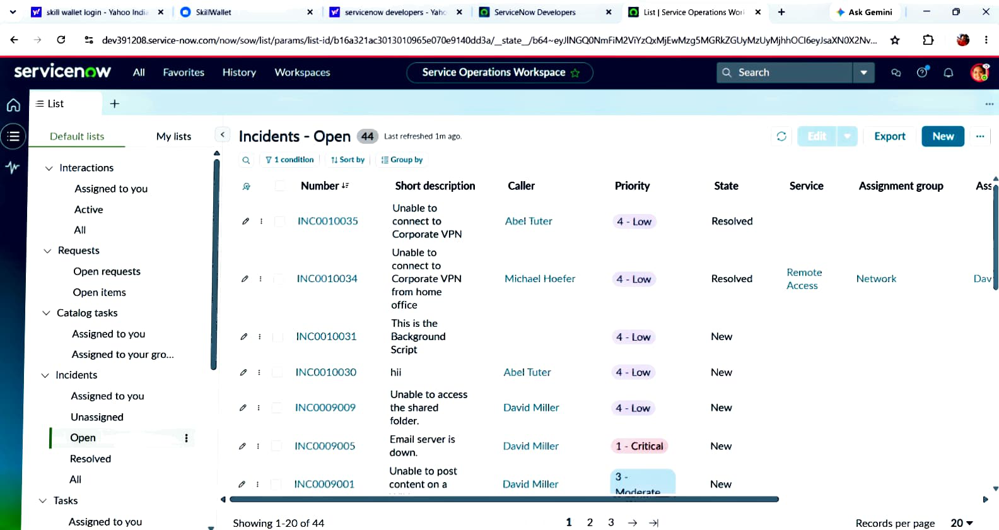 skill wallet login - Yahoo India
SkillWallet
servicenow developers - Yaho
ServiceNow Developers
List | Service Operations Wor
Ask Gemini
dev391208.service-now.com/now/sow/list/params/list-id/b16a321ac3013010965e070e9140dd3a/__state__/b64~eyJlNGQ0NmFiM2ViYzQxMjEwMzg5MGRkZGUyMzUyMjhhOCI6eyJsaXN0X2Nv...
servicenow
All
Favorites
History
Workspaces
Service Operations Workspace
Search
List
Default lists
My lists
Incidents - Open 44 Last refreshed 1m ago.
Edit
Export
New
1 condition
Sort by
Group by
Interactions
Assigned to you
Active
All
Requests
Open requests
Open items
Catalog tasks
Assigned to you
Assigned to your gro...
Incidents
Assigned to you
Unassigned
Open
Resolved
All
Tasks
Assigned to you
Number Short description Caller Priority State Service Assignment group Ass
INC0010035 Unable to connect to Corporate VPN Abel Tuter 4 - Low Resolved
INC0010034 Unable to connect to Corporate VPN from home office Michael Hoefer 4 - Low Resolved Remote Access Network Dav
INC0010031 This is the Background Script 4 - Low New
INC0010030 hii Abel Tuter 4 - Low New
INC0009009 Unable to access the shared folder. David Miller 4 - Low New
INC0009005 Email server is down. David Miller 1 - Critical New
INC0009001 Unable to post content on a David Miller 3 - Moderate New
Showing 1-20 of 44
1 2 3
Records per page 20